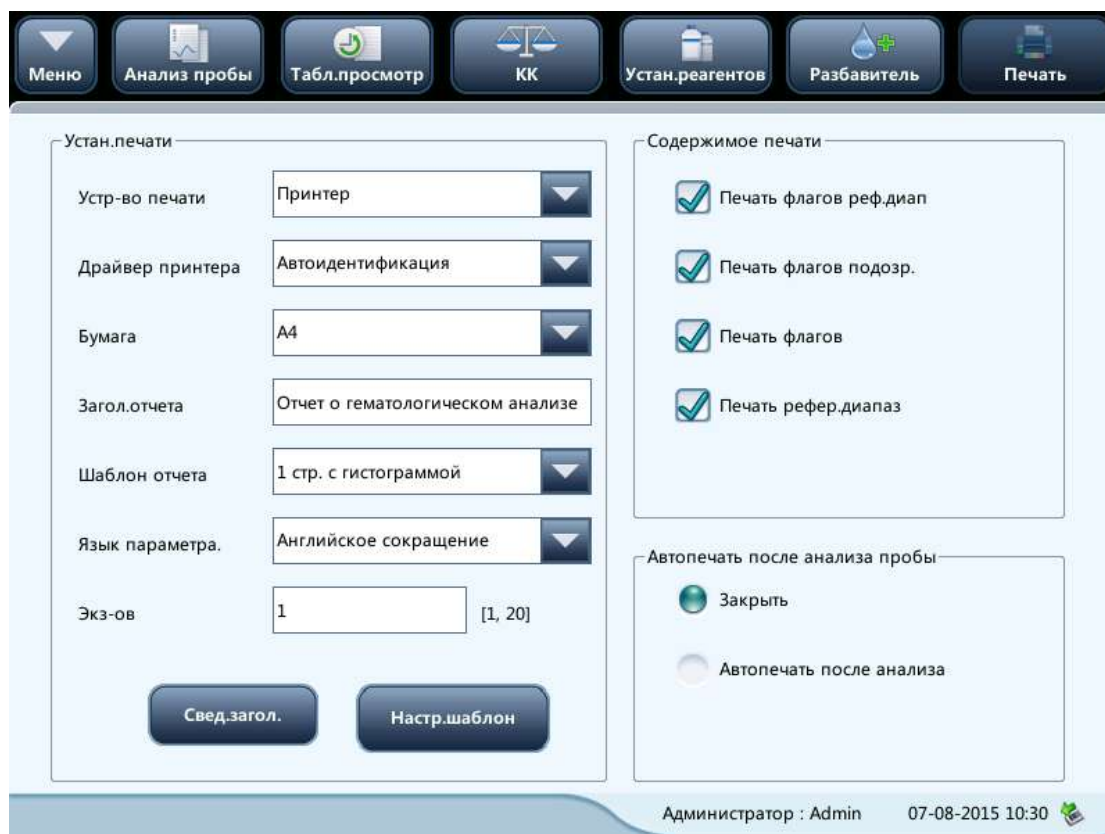 Меню
Анализ пробы
Табл.просмотр
КК
Устан.реагентов
Разбавитель
Печать
Устан.печати
Устр-во печати
Принтер
Драйвер принтера
Автоидентификация
Бумага
A4
Загол.отчета
Отчет о гематологическом анализе
Шаблон отчета
1 стр. с гистограммой
Язык параметра.
Английское сокращение
Экз-ов
1
[1, 20]
Свед.загол.
Настр.шаблон
Содержимое печати
Печать флагов реф.диап
Печать флагов подозр.
Печать флагов
Печать рефер.диапаз
Автопечать после анализа пробы
Закрыть
Автопечать после анализа
Администратор : Admin
07-08-2015 10:30